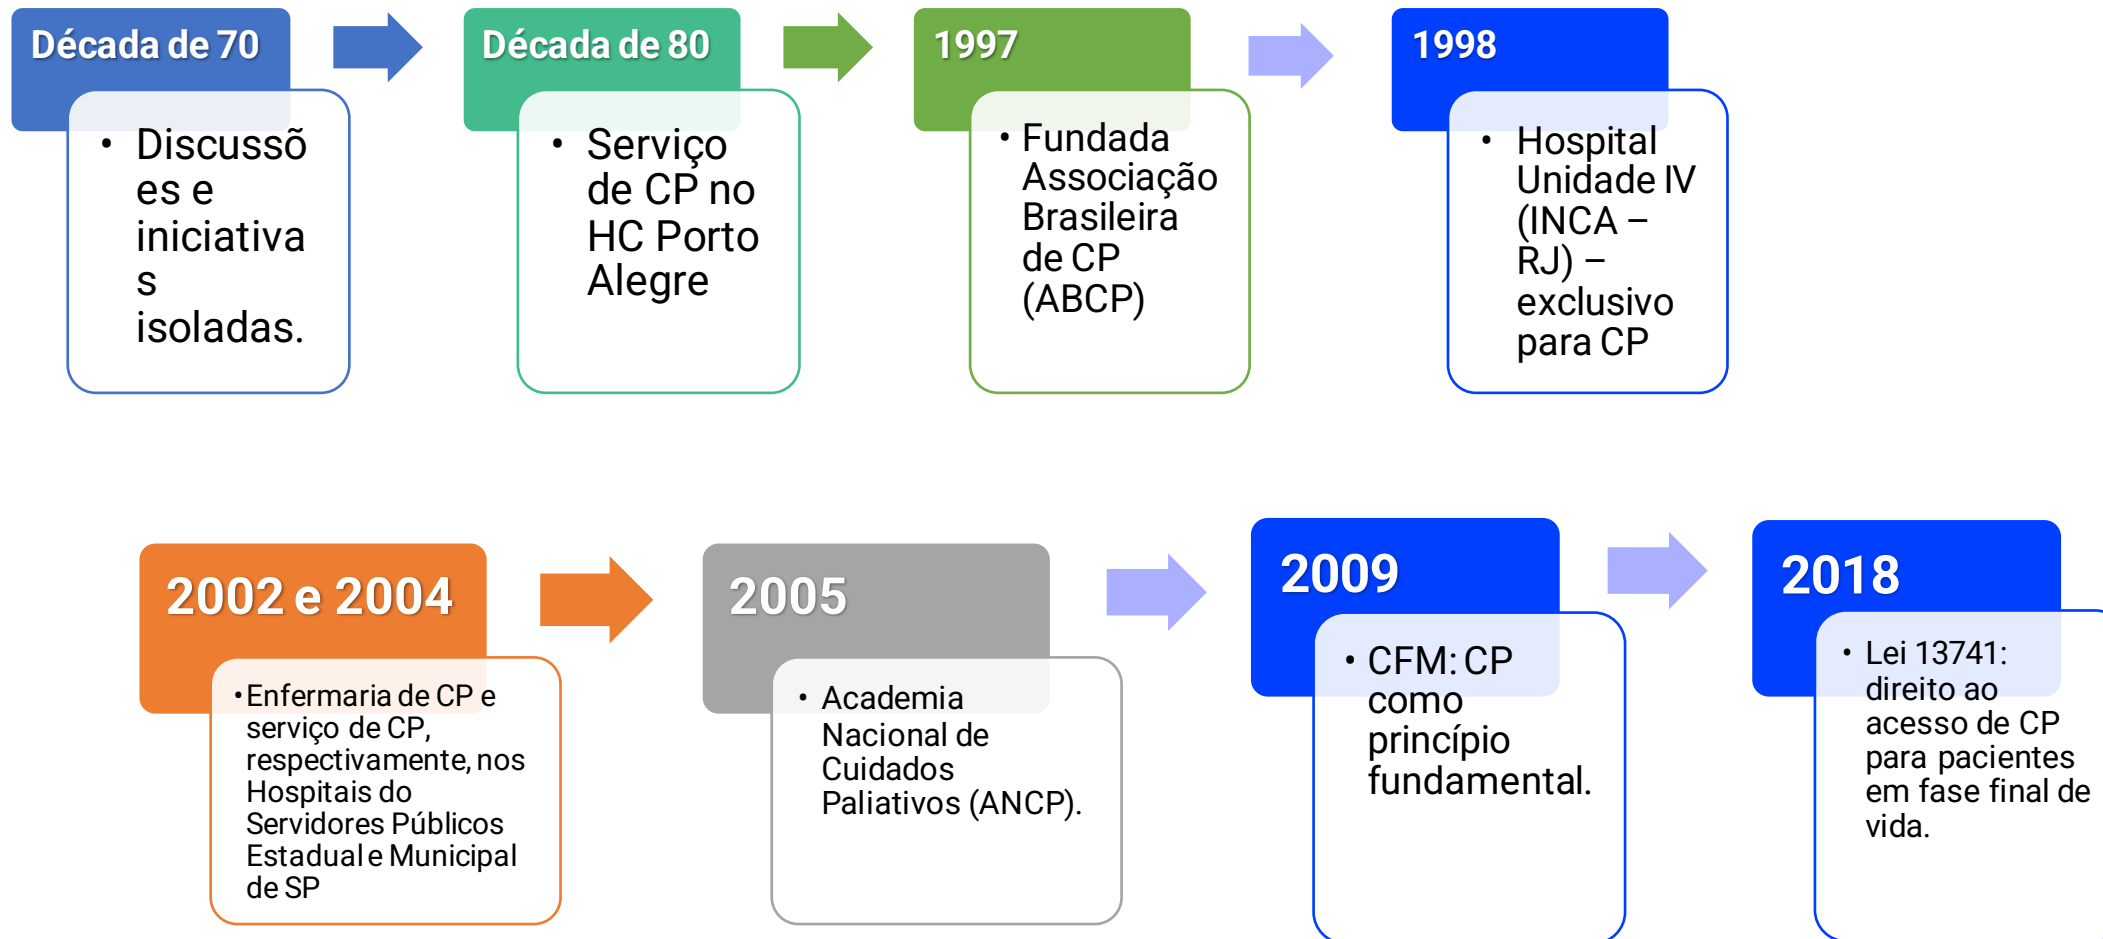 Década de 70
• Discussõ
es e
iniciativa
s
isoladas.
Década de 80
• Serviço
de CP no
HC Porto
Alegre
1997
• Fundada
Associação
Brasileira
de CP
(ABCP)
1998
• Hospital
Unidade IV
(INCA –
RJ) –
exclusivo
para CP
2002 e 2004
•Enfermaria de CP e
serviço de CP,
respectivamente, nos
Hospitais do
Servidores Públicos
Estadual e Municipal
de SP
2005
• Academia
Nacional de
Cuidados
Paliativos (ANCP).
2009
• CFM: CP
como
princípio
fundamental.
2018
• Lei 13741:
direito ao
acesso de CP
para pacientes
em fase final de
vida.